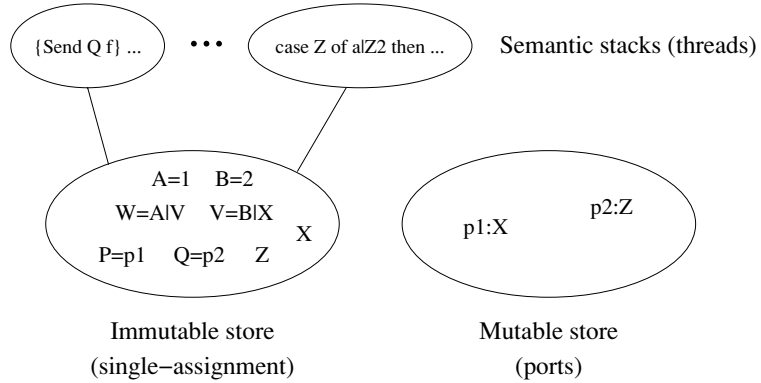 {Send Q f} ...
...
case Z of a|Z2 then ...
Semantic stacks (threads)
A=1 B=2
W=A|V V=B|X
X
P=p1 Q=p2 Z
p1:X
p2:Z
Immutable store
(single−assignment)
Mutable store
(ports)